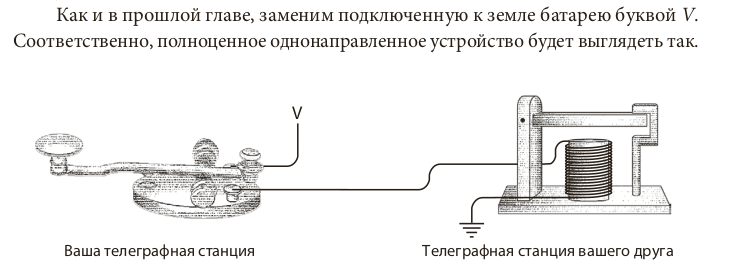 Как и в прошлой главе, заменим подключенную к земле батарею буквой V.
Соответственно, полноценное однонаправленное устройство будет выглядеть так.
V
Ваша телеграфная станция
Телеграфная станция вашего друга